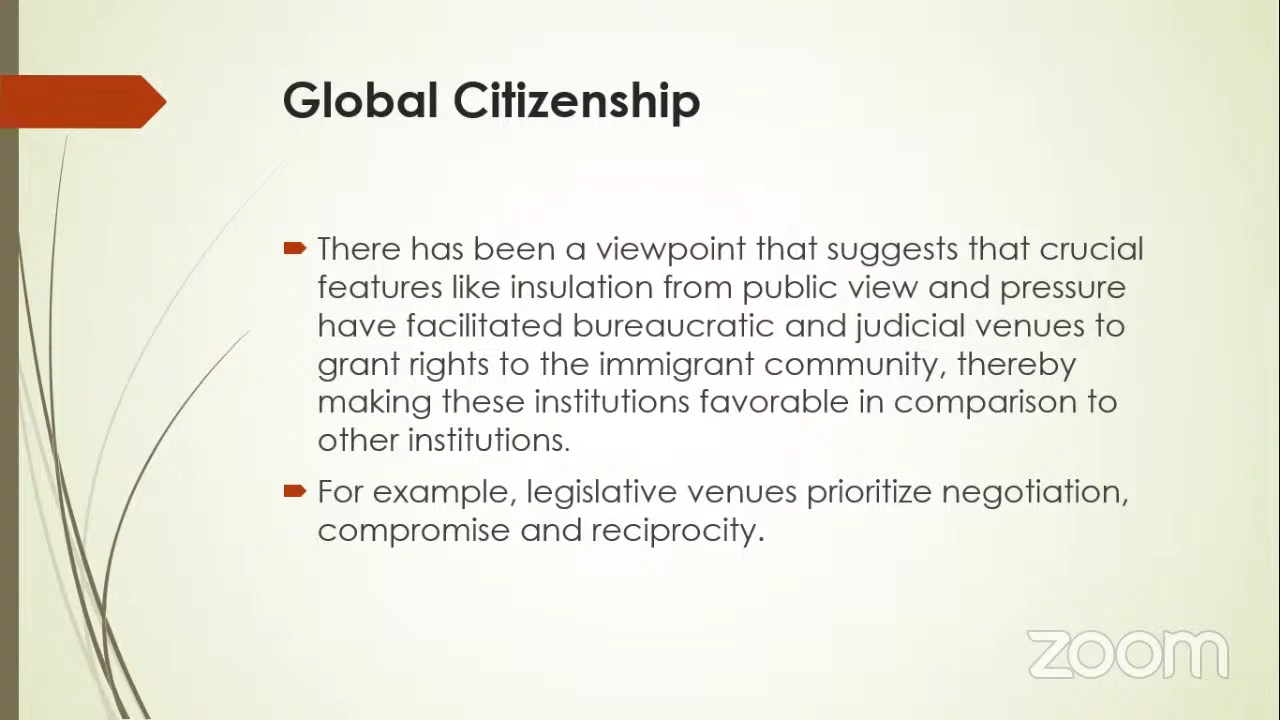 Global Citizenship
There has been a viewpoint that suggests that crucial
features like insulation from public view and pressure
have facilitated bureaucratic and judicial venues to
grant rights to the immigrant community, thereby
making these institutions favorable in comparison to
other institutions.
For example, legislative venues prioritize negotiation,
compromise and reciprocity.
zoom